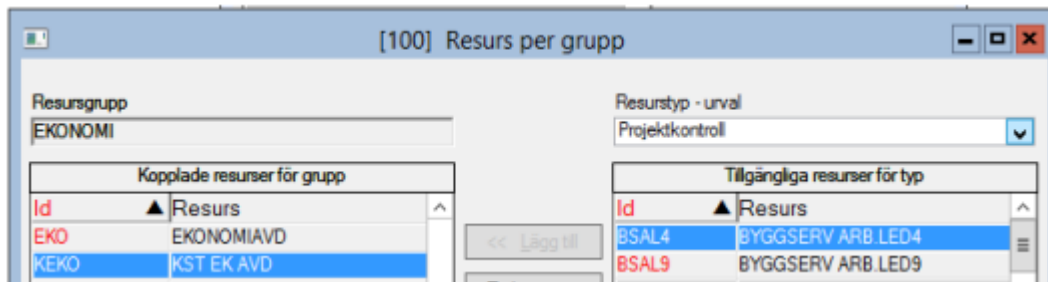 [100] Resurs per grupp
Resursgrupp
EKONOMI
Resurstyp - urval
Projektkontroll
Kopplade resurser för grupp
Id Resurs
EKO EKONOMIAVD
KEKO KST EK AVD
<< Lägg till
Tillgängliga resurser för typ
Id Resurs
BSAL4 BYGGSERV ARB.LED4
BSAL9 BYGGSERV ARB.LED9